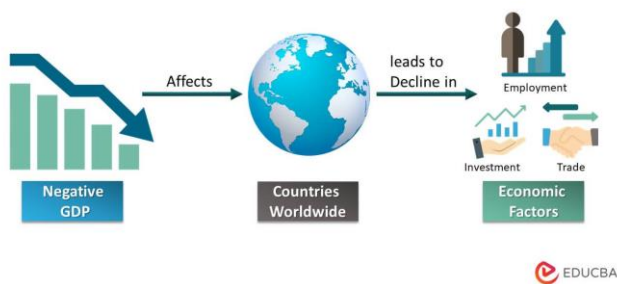 Affects
leads to
Decline in
Employment
Investment
Trade
Negative
GDP
Countries
Worldwide
Economic
Factors
EDUCBA